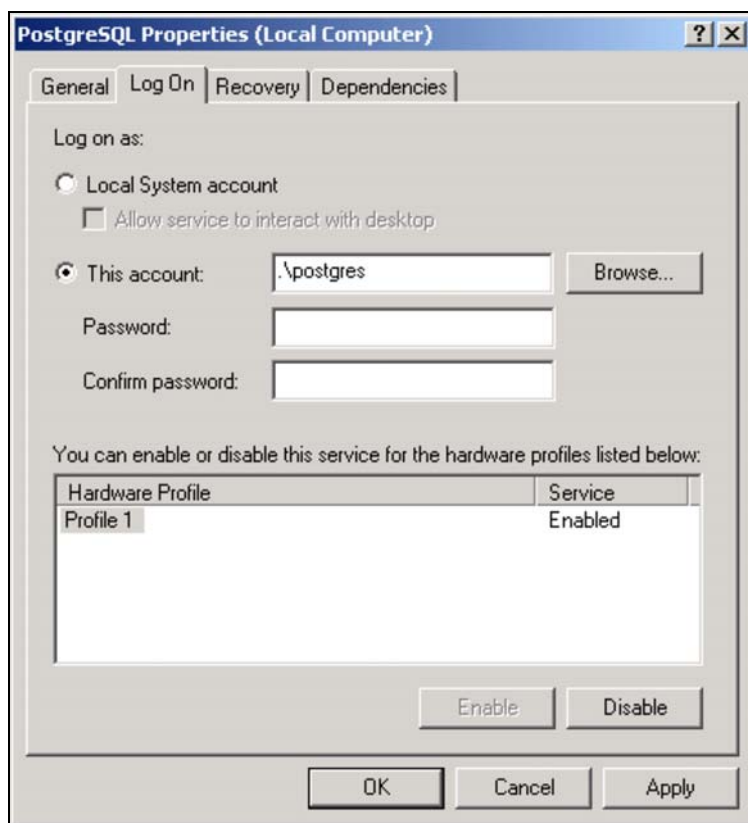 PostgreSQL Properties (Local Computer)
General Log On Recovery Dependencies
Log on as:
Local System account
Allow service to interact with desktop
This account: .\postgres Browse...
Password:
Confirm password:
You can enable or disable this service for the hardware profiles listed below:
Hardware Profile Service
Profile 1 Enabled
Enable Disable
OK Cancel Apply